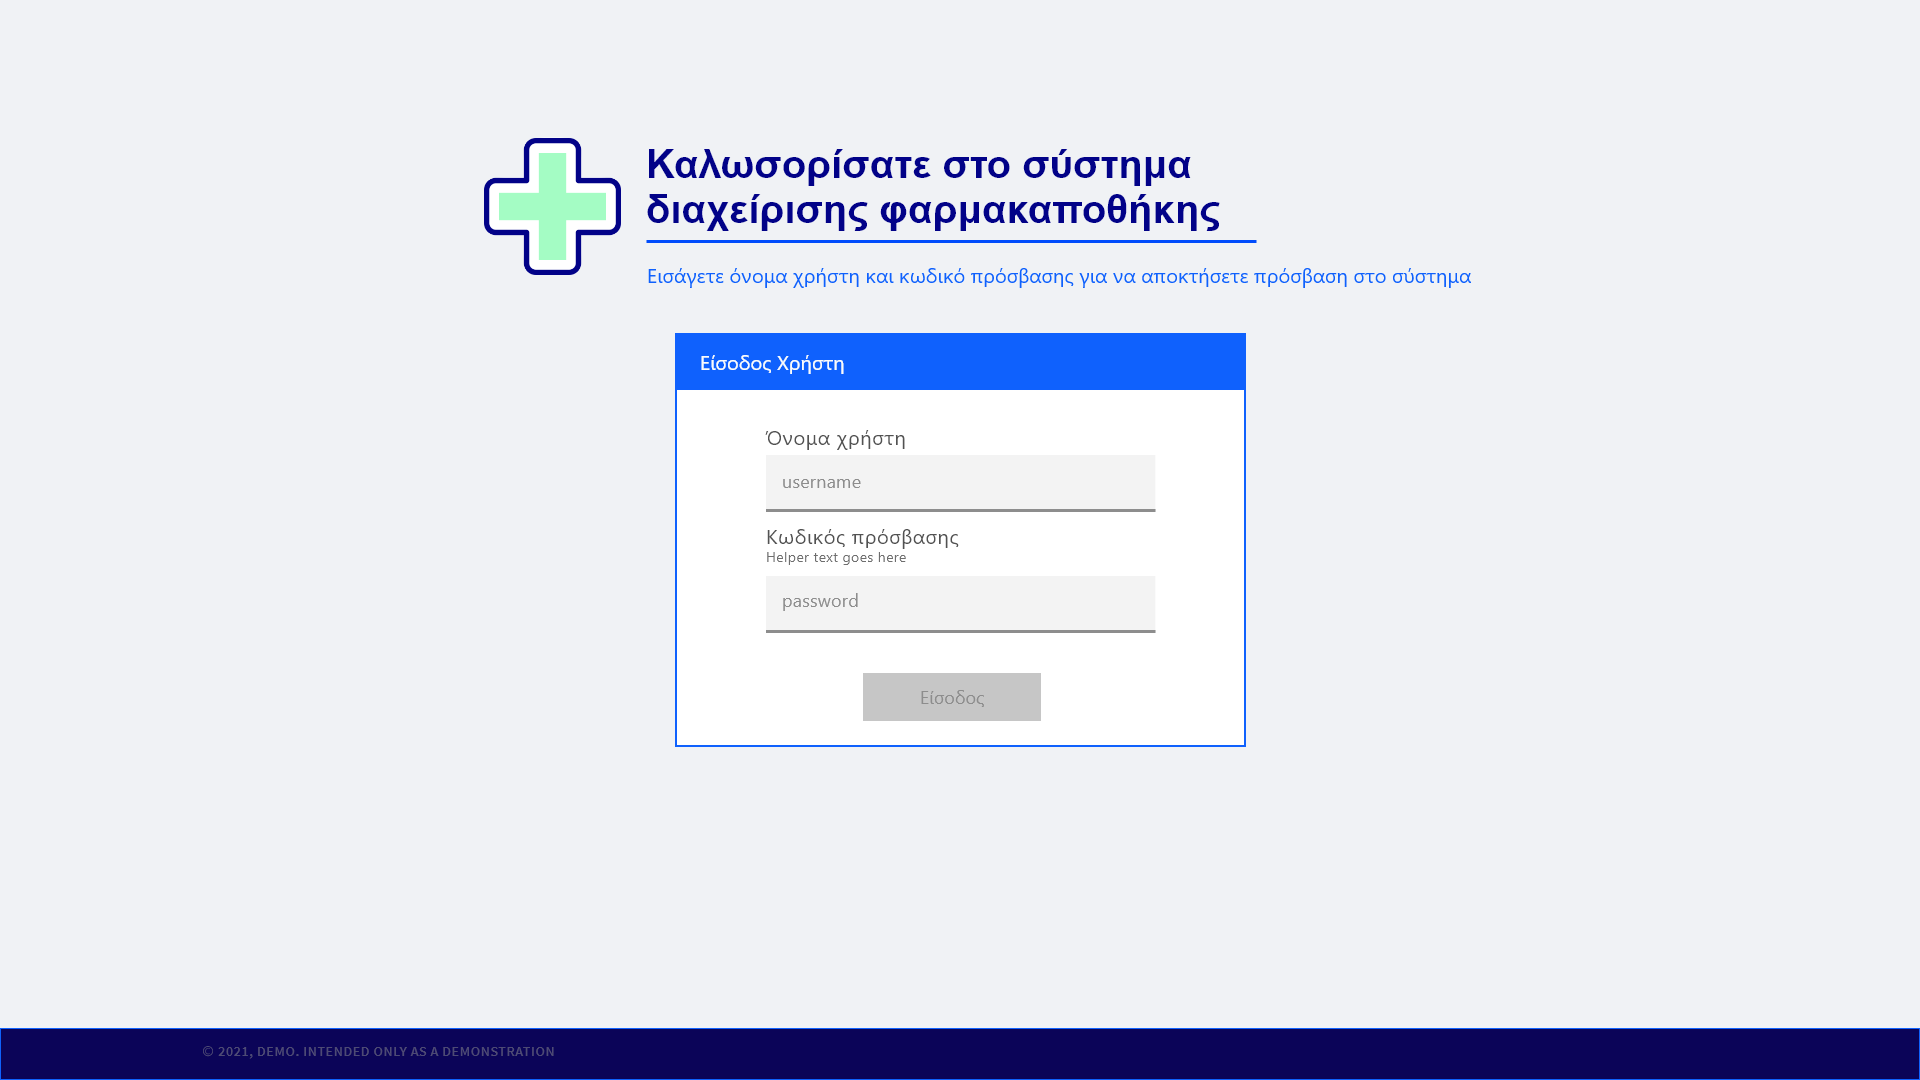 Καλωσορίσατε στο σύστημα
διαχείρισης φαρμακαποθήκης
Εισάγετε όνομα χρήστη και κωδικό πρόσβασης για να αποκτήσετε πρόσβαση στο σύστημα
Είσοδος Χρήστη
Όνομα χρήστη
username
Κωδικός πρόσβασης
Helper text goes here
password
Είσοδος
© 2021, DEMO. INTENDED ONLY AS A DEMONSTRATION